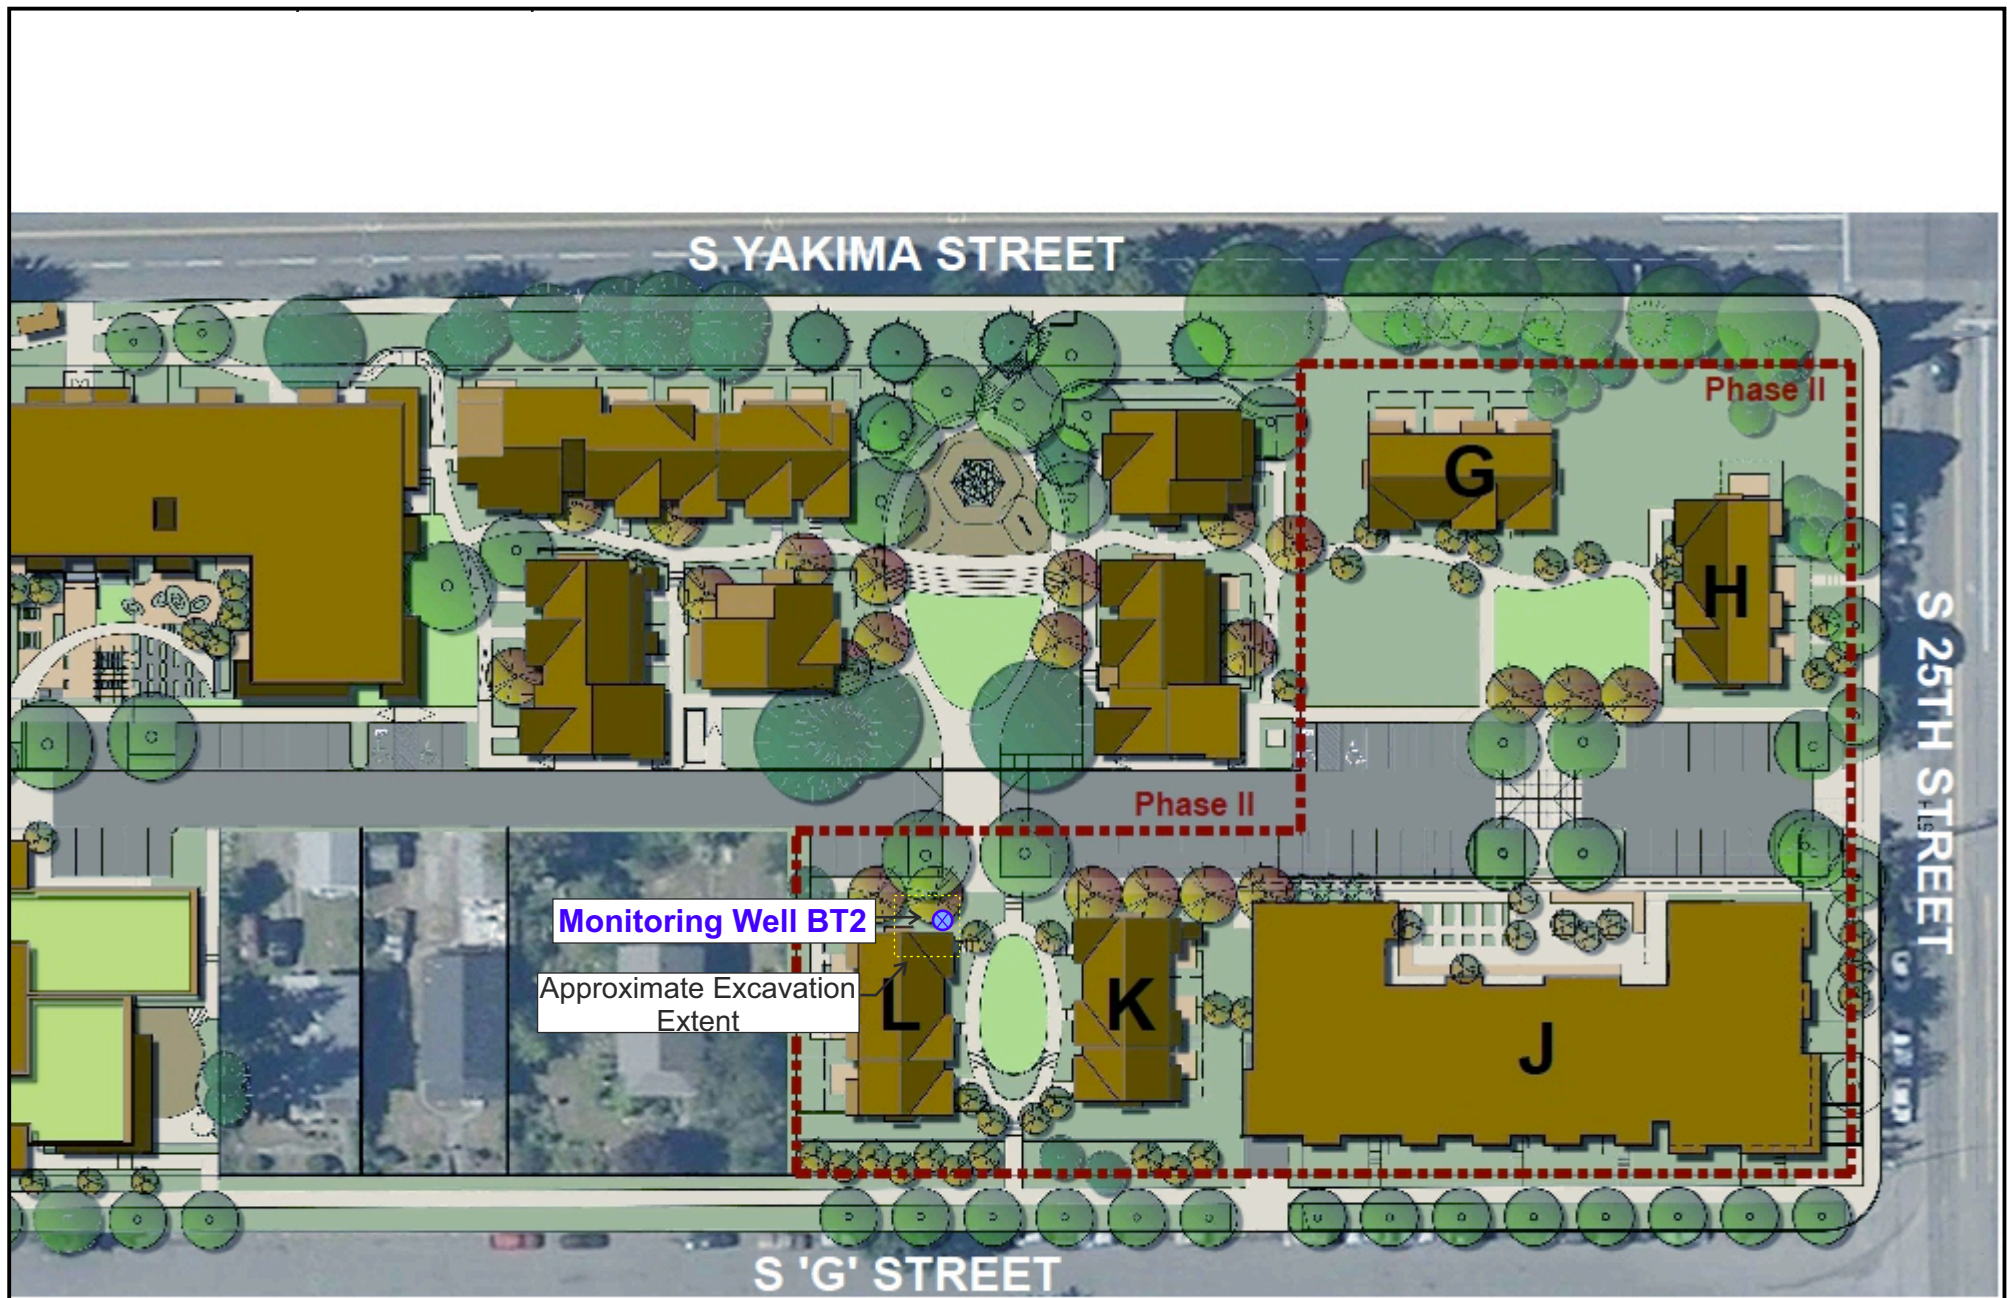 S YAKIMA STREET
Phase II
G
H
S 25TH STREET
Phase II
Monitoring Well BT2
Approximate Excavation
Extent
L
K
J
S 'G' STREET